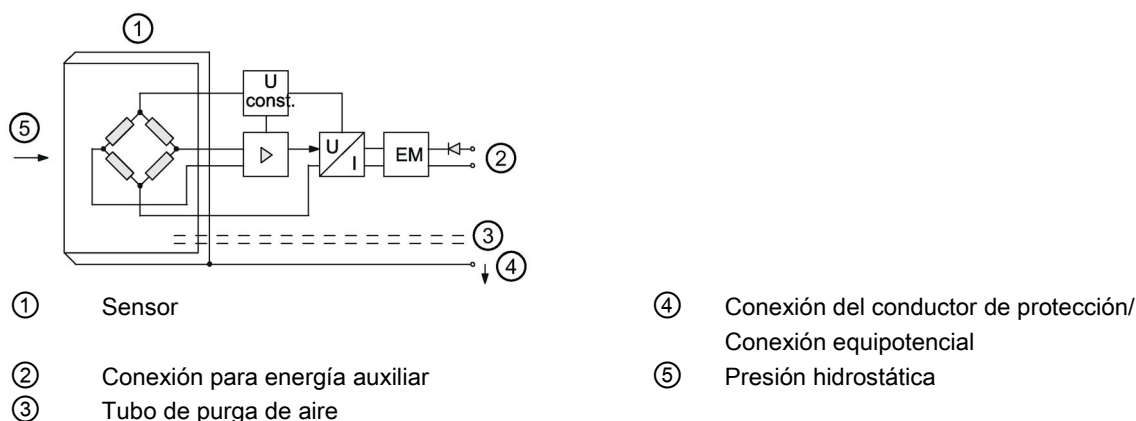 ①
U
const.
⑤
▷
U
I
EM
②
③
④
① Sensor
④ Conexión del conductor de protección/
Conexión equipotencial
② Conexión para energía auxiliar
⑤ Presión hidrostática
③ Tubo de purga de aire